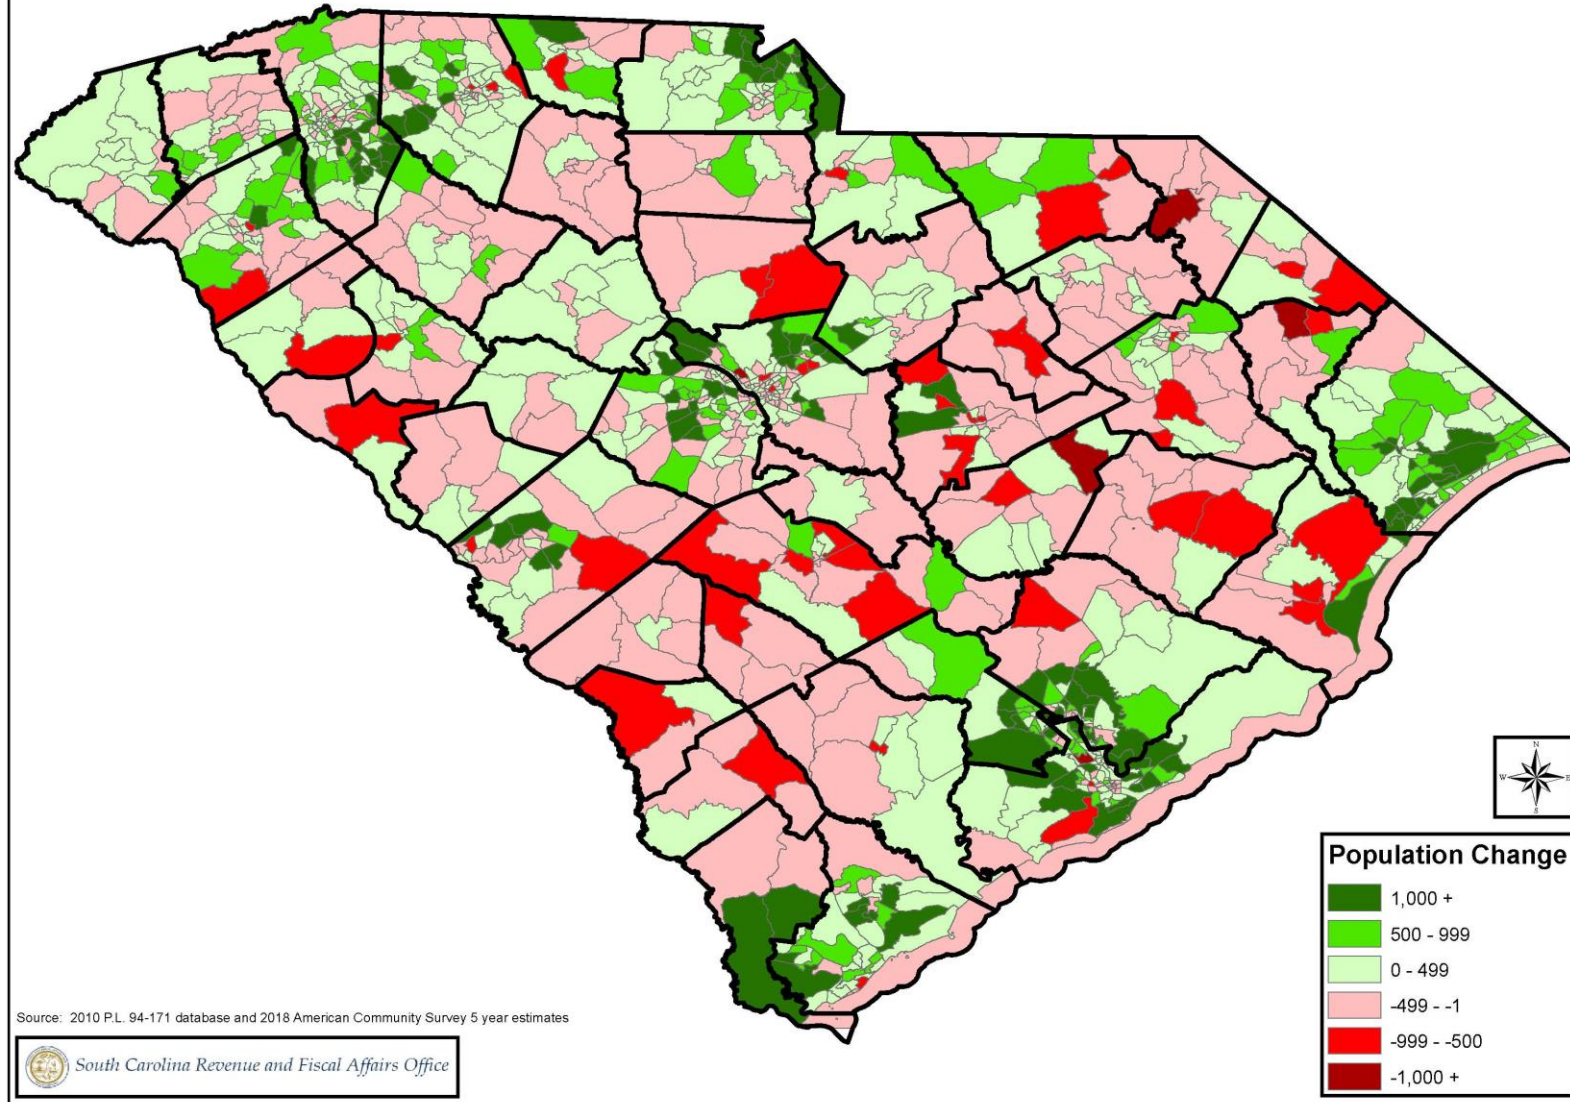 N
W
E
S
Population Change
1,000 +
500 - 999
0 - 499
-499 - -1
-999 - -500
-1,000 +
Source: 2010 P.L. 94-171 database and 2018 American Community Survey 5 year estimates
South Carolina Revenue and Fiscal Affairs Office